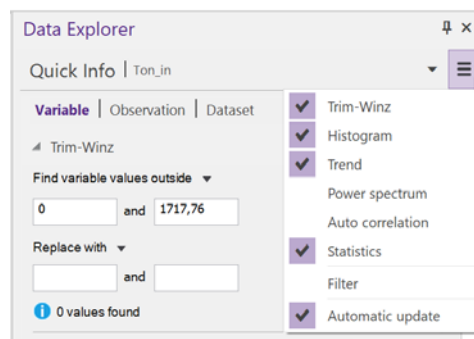 Data Explorer
Quick Info | Ton_in
Variable | Observation | Dataset
Trim-Winz
Find variable values outside
0 and 1717,76
Replace with
and
0 values found
Trim-Winz
Histogram
Trend
Power spectrum
Auto correlation
Statistics
Filter
Automatic update